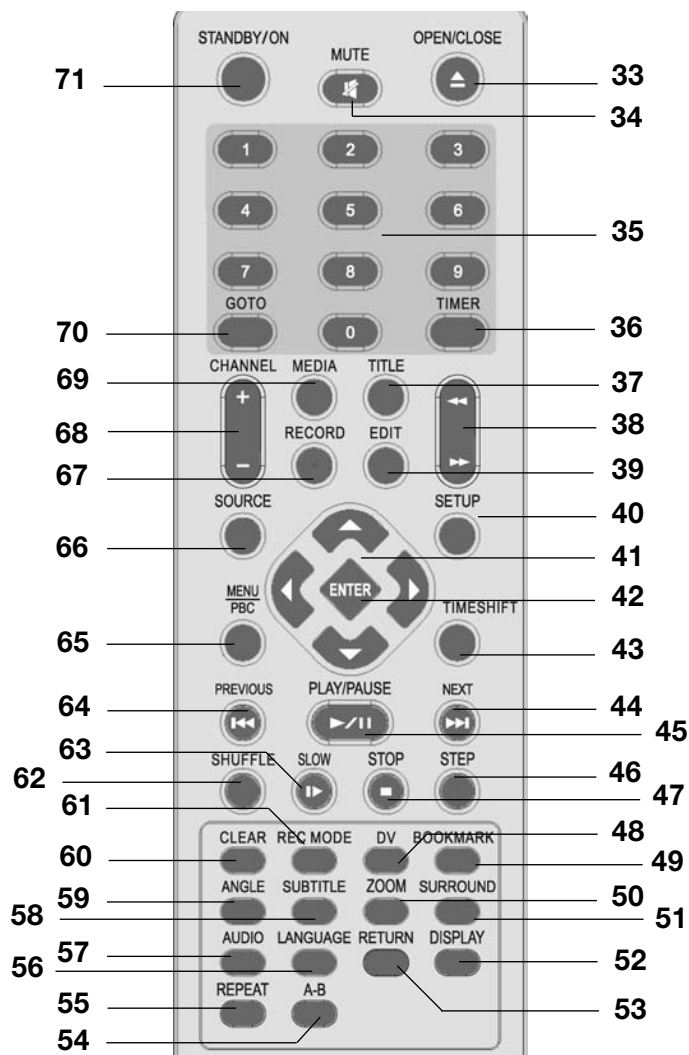 STANDBY/ON MUTE OPEN/CLOSE
71 33
34
1 2 3
4 5 6
35
7 8 9
GOTO TIMER
70 0 36
CHANNEL MEDIA TITLE
69 37
+
68 38
RECORD EDIT
–
67 39
SOURCE SETUP
40
66 41
ENTER
42
MENU
PBC
TIMESHIFT
65 43
PREVIOUS PLAY/PAUSE NEXT
64 44
45
63
SHUFFLE SLOW STOP STEP
62 46
47
61
CLEAR REC MODE DV BOOKMARK
48
60 49
ANGLE SUBTITLE ZOOM SURROUND
59 50
58 51
AUDIO LANGUAGE RETURN DISPLAY
57 52
56
REPEAT A-B
53
55
54